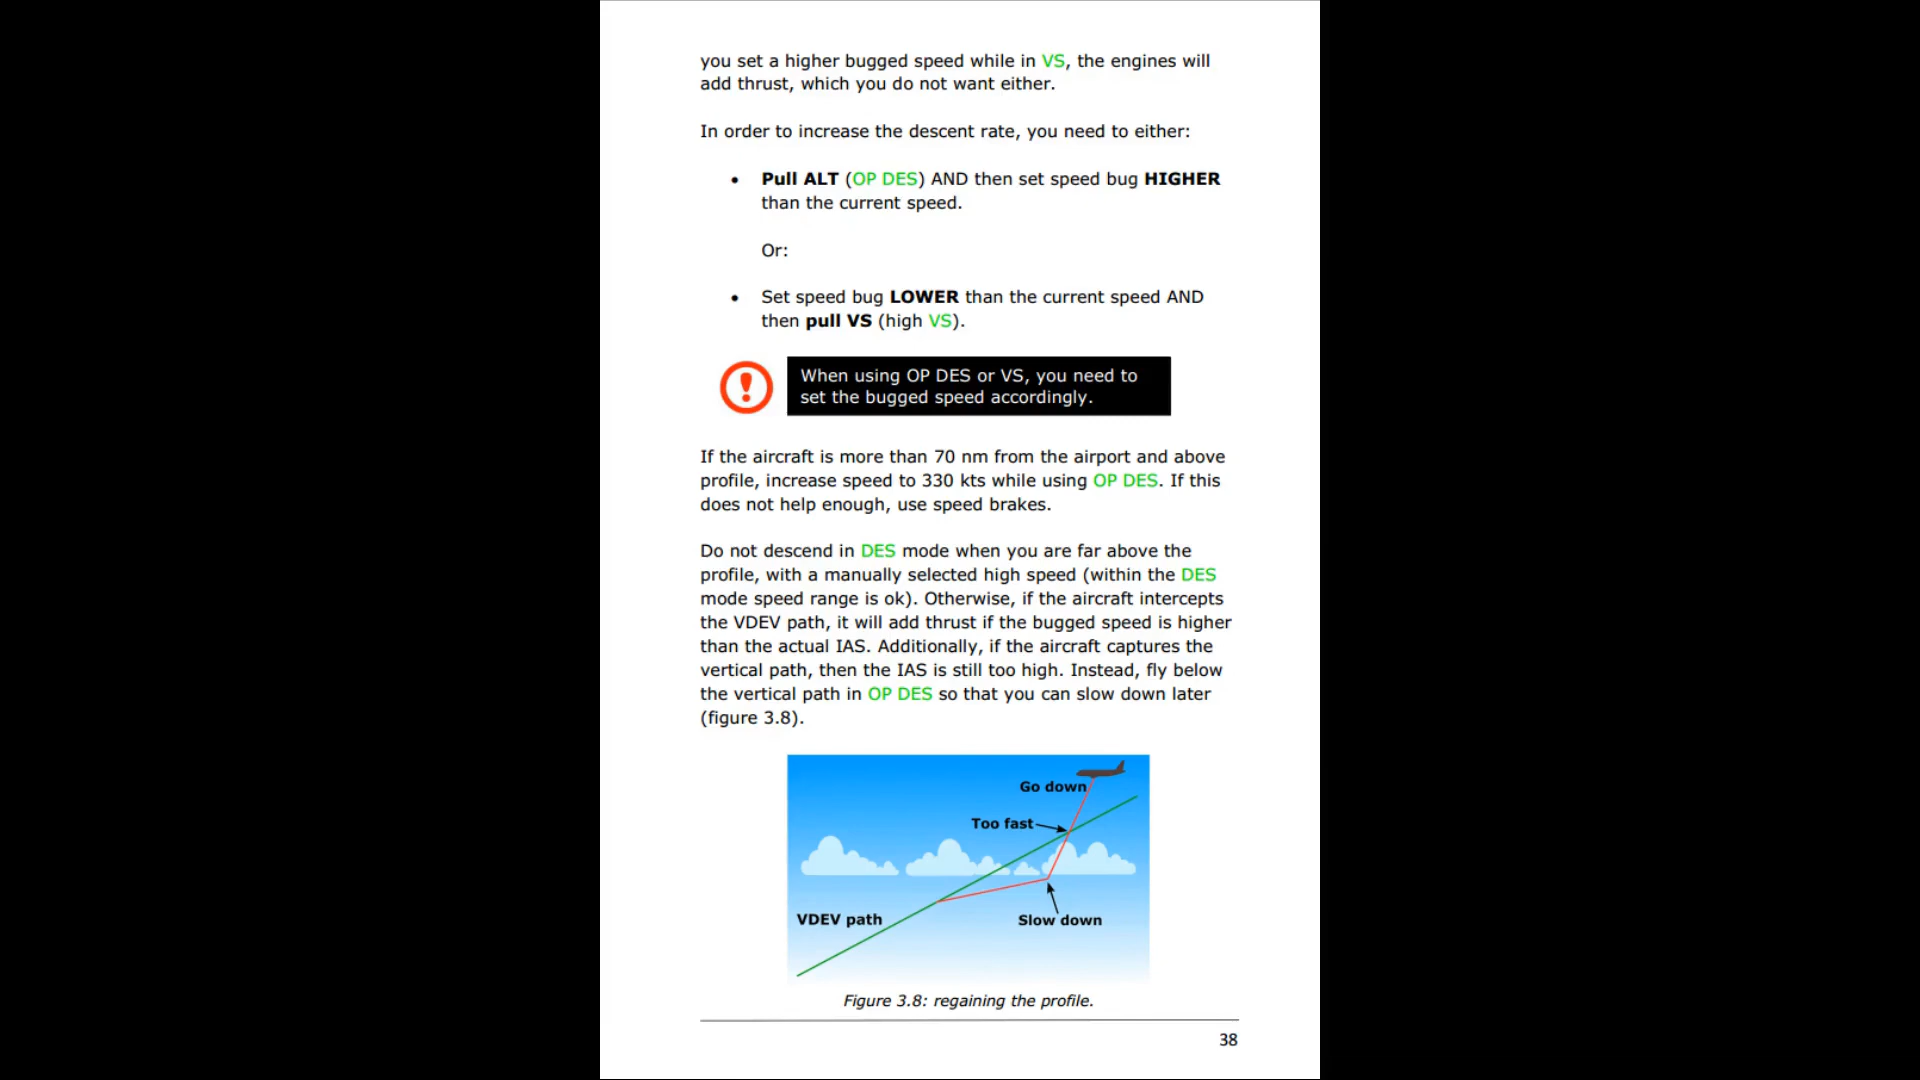 you set a higher bugged speed while in VS, the engines will
add thrust, which you do not want either.
In order to increase the descent rate, you need to either:
• Pull ALT (OP DES) AND then set speed bug HIGHER
than the current speed.
Or:
• Set speed bug LOWER than the current speed AND
then pull VS (high VS).
When using OP DES or VS, you need to
set the bugged speed accordingly.
If the aircraft is more than 70 nm from the airport and above
profile, increase speed to 330 kts while using OP DES. If this
does not help enough, use speed brakes.
Do not descend in DES mode when you are far above the
profile, with a manually selected high speed (within the DES
mode speed range is ok). Otherwise, if the aircraft intercepts
the VDEV path, it will add thrust if the bugged speed is higher
than the actual IAS. Additionally, if the aircraft captures the
vertical path, then the IAS is still too high. Instead, fly below
the vertical path in OP DES so that you can slow down later
(figure 3.8).
Go down
Too fast
VDEV path
Slow down
Figure 3.8: regaining the profile.
38